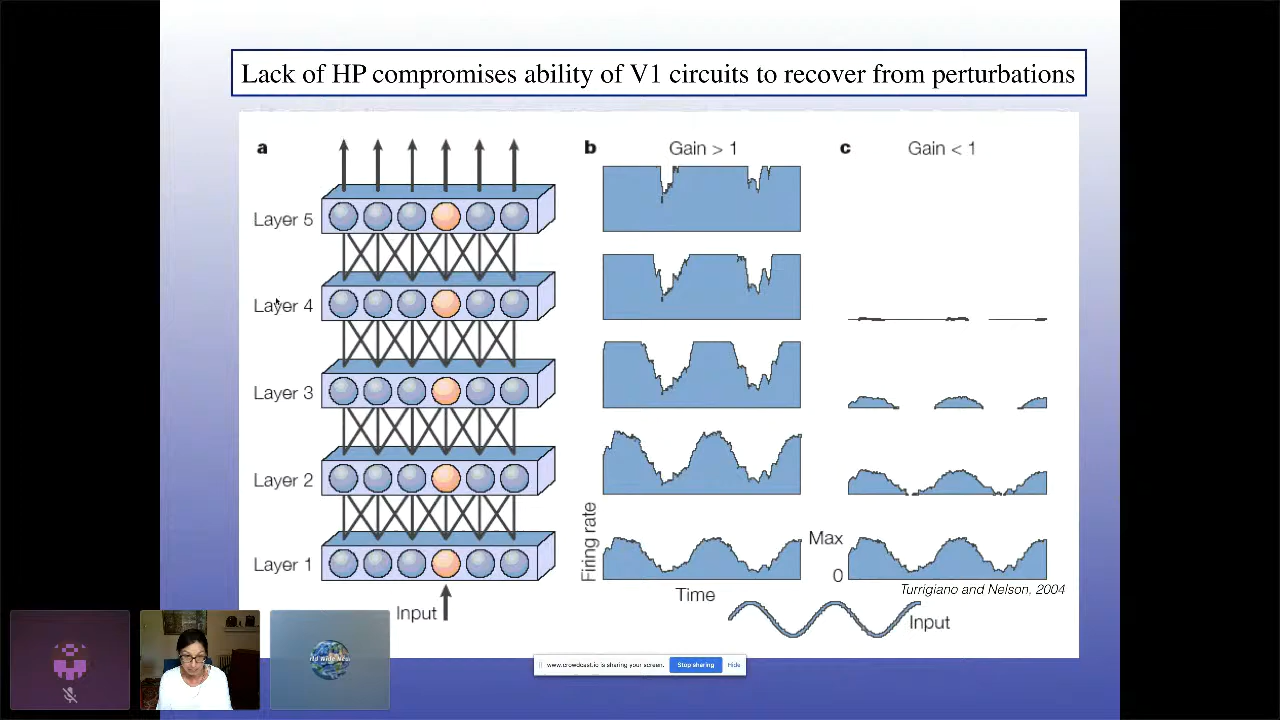 Lack of HP compromises ability of V1 circuits to recover from perturbations
a
b
Gain > 1
c
Gain < 1
Layer 5
Layer 4
Layer 3
Layer 2
Layer 1
Input
Firing rate
Time
Max
0
Turrigiano and Nelson, 2004
Input
www.crowdcast.io is sharing your screen.
Stop sharing
Hide